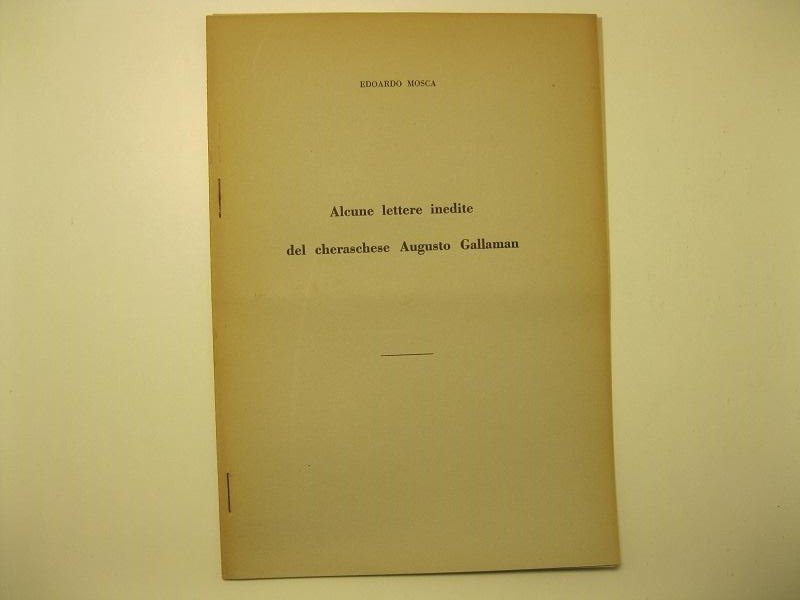 EDOARDO MOSCA
Alcune lettere inedite
del cheraschese Augusto Gallaman